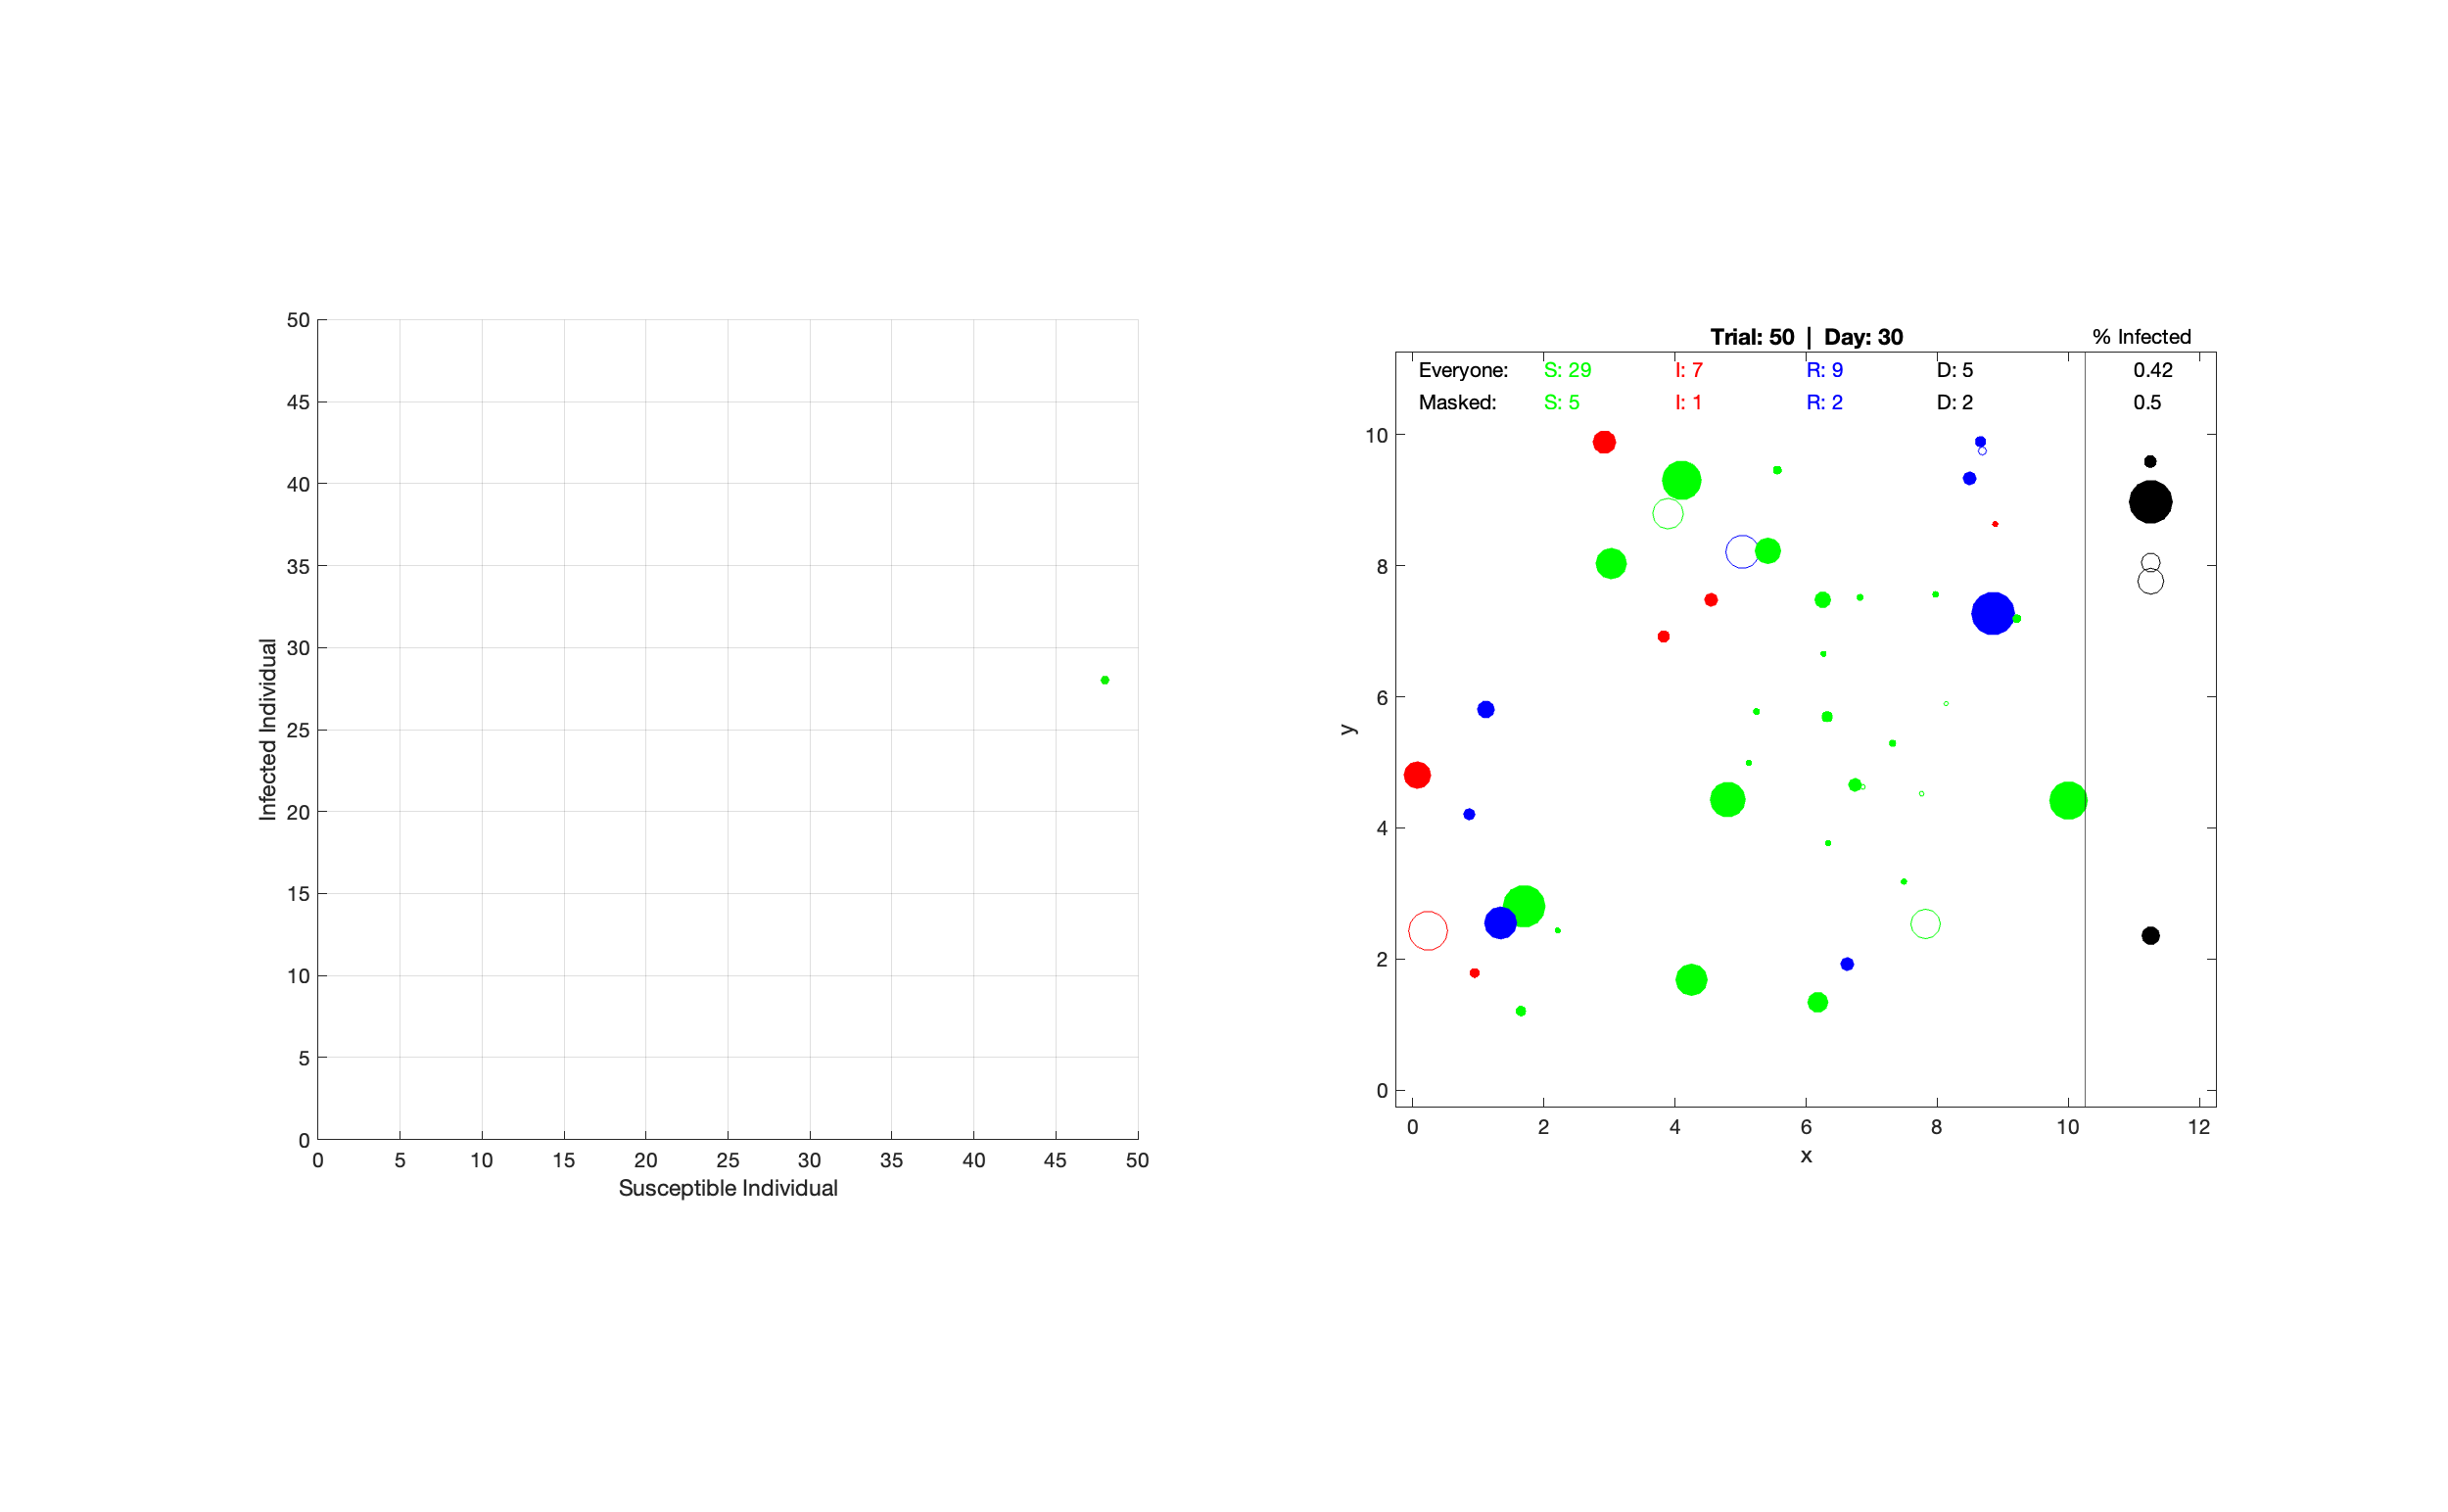 50
45
40
35
30
25
20
15
10
5
0
Infected Individual
0 5 10 15 20 25 30 35 40 45 50
Susceptible Individual
Trial: 50 | Day: 30 % Infected
Everyone: S: 29 I: 7 R: 9 D: 5 0.42
Masked: S: 5 I: 1 R: 2 D: 2 0.5
10
8
6
4
2
0
y
0 2 4 6 8 10 12
x